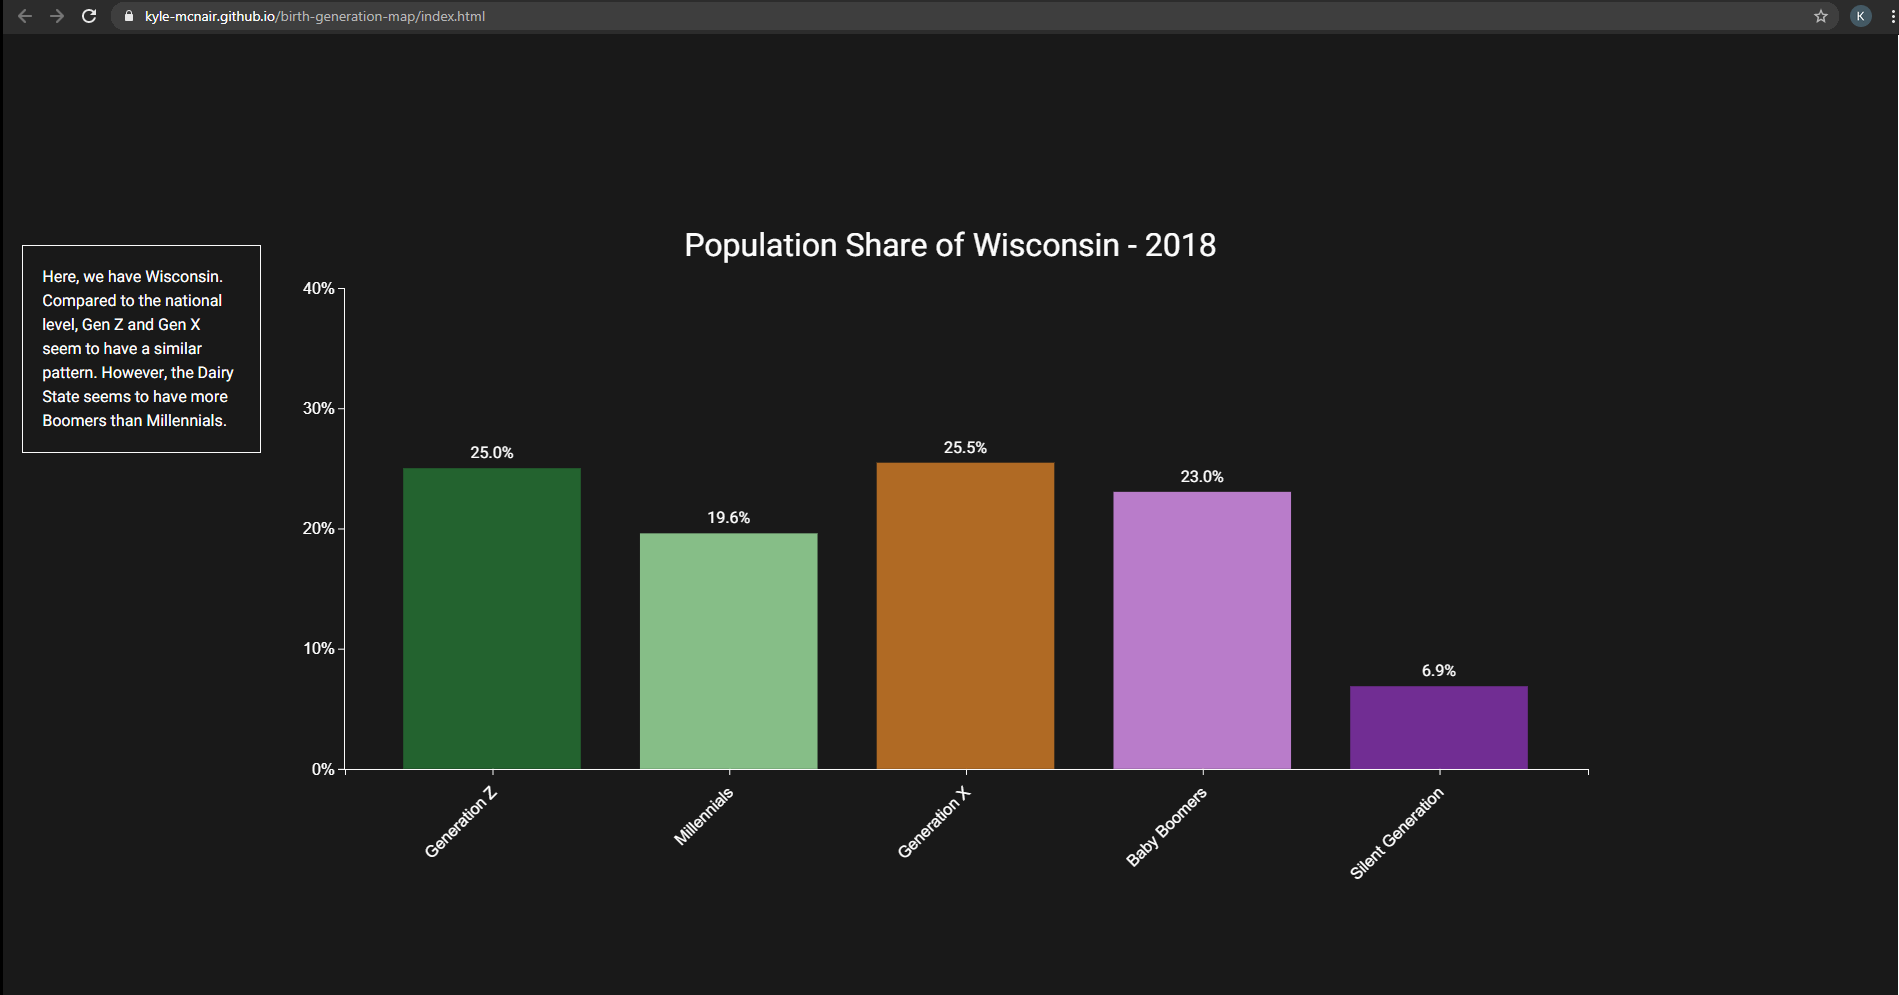 kyle-mcnair.github.io/birth-generation-map/index.html
K
Population Share of Wisconsin - 2018
Here, we have Wisconsin.
Compared to the national
level, Gen Z and Gen X
seem to have a similar
pattern. However, the Dairy
State seems to have more
Boomers than Millennials.
40%
30%
20%
10%
0%
25.0%
19.6%
25.5%
23.0%
6.9%
Generation Z
Millennials
Generation X
Baby Boomers
Silent Generation